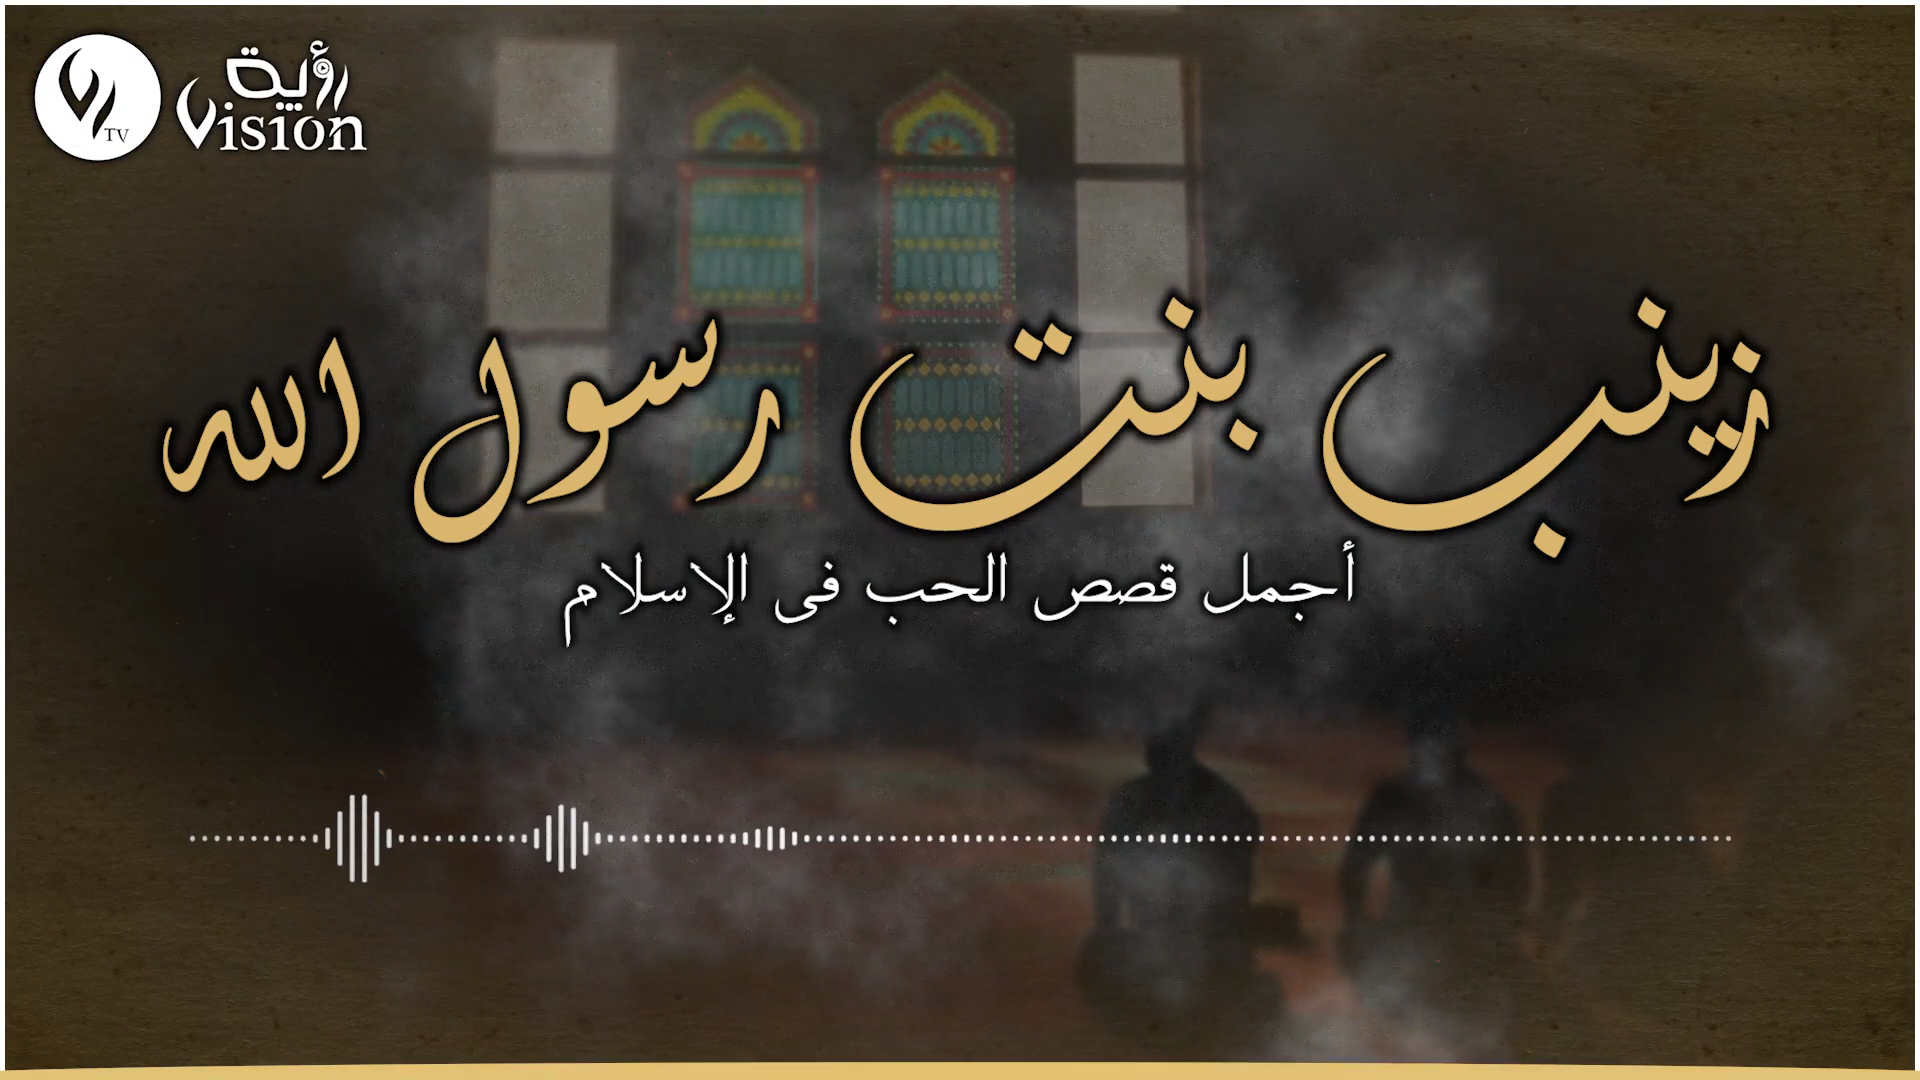 TV
رؤية
Vision
زينب بنت رسول الله
أجمل قصص الحب فى الإسلام